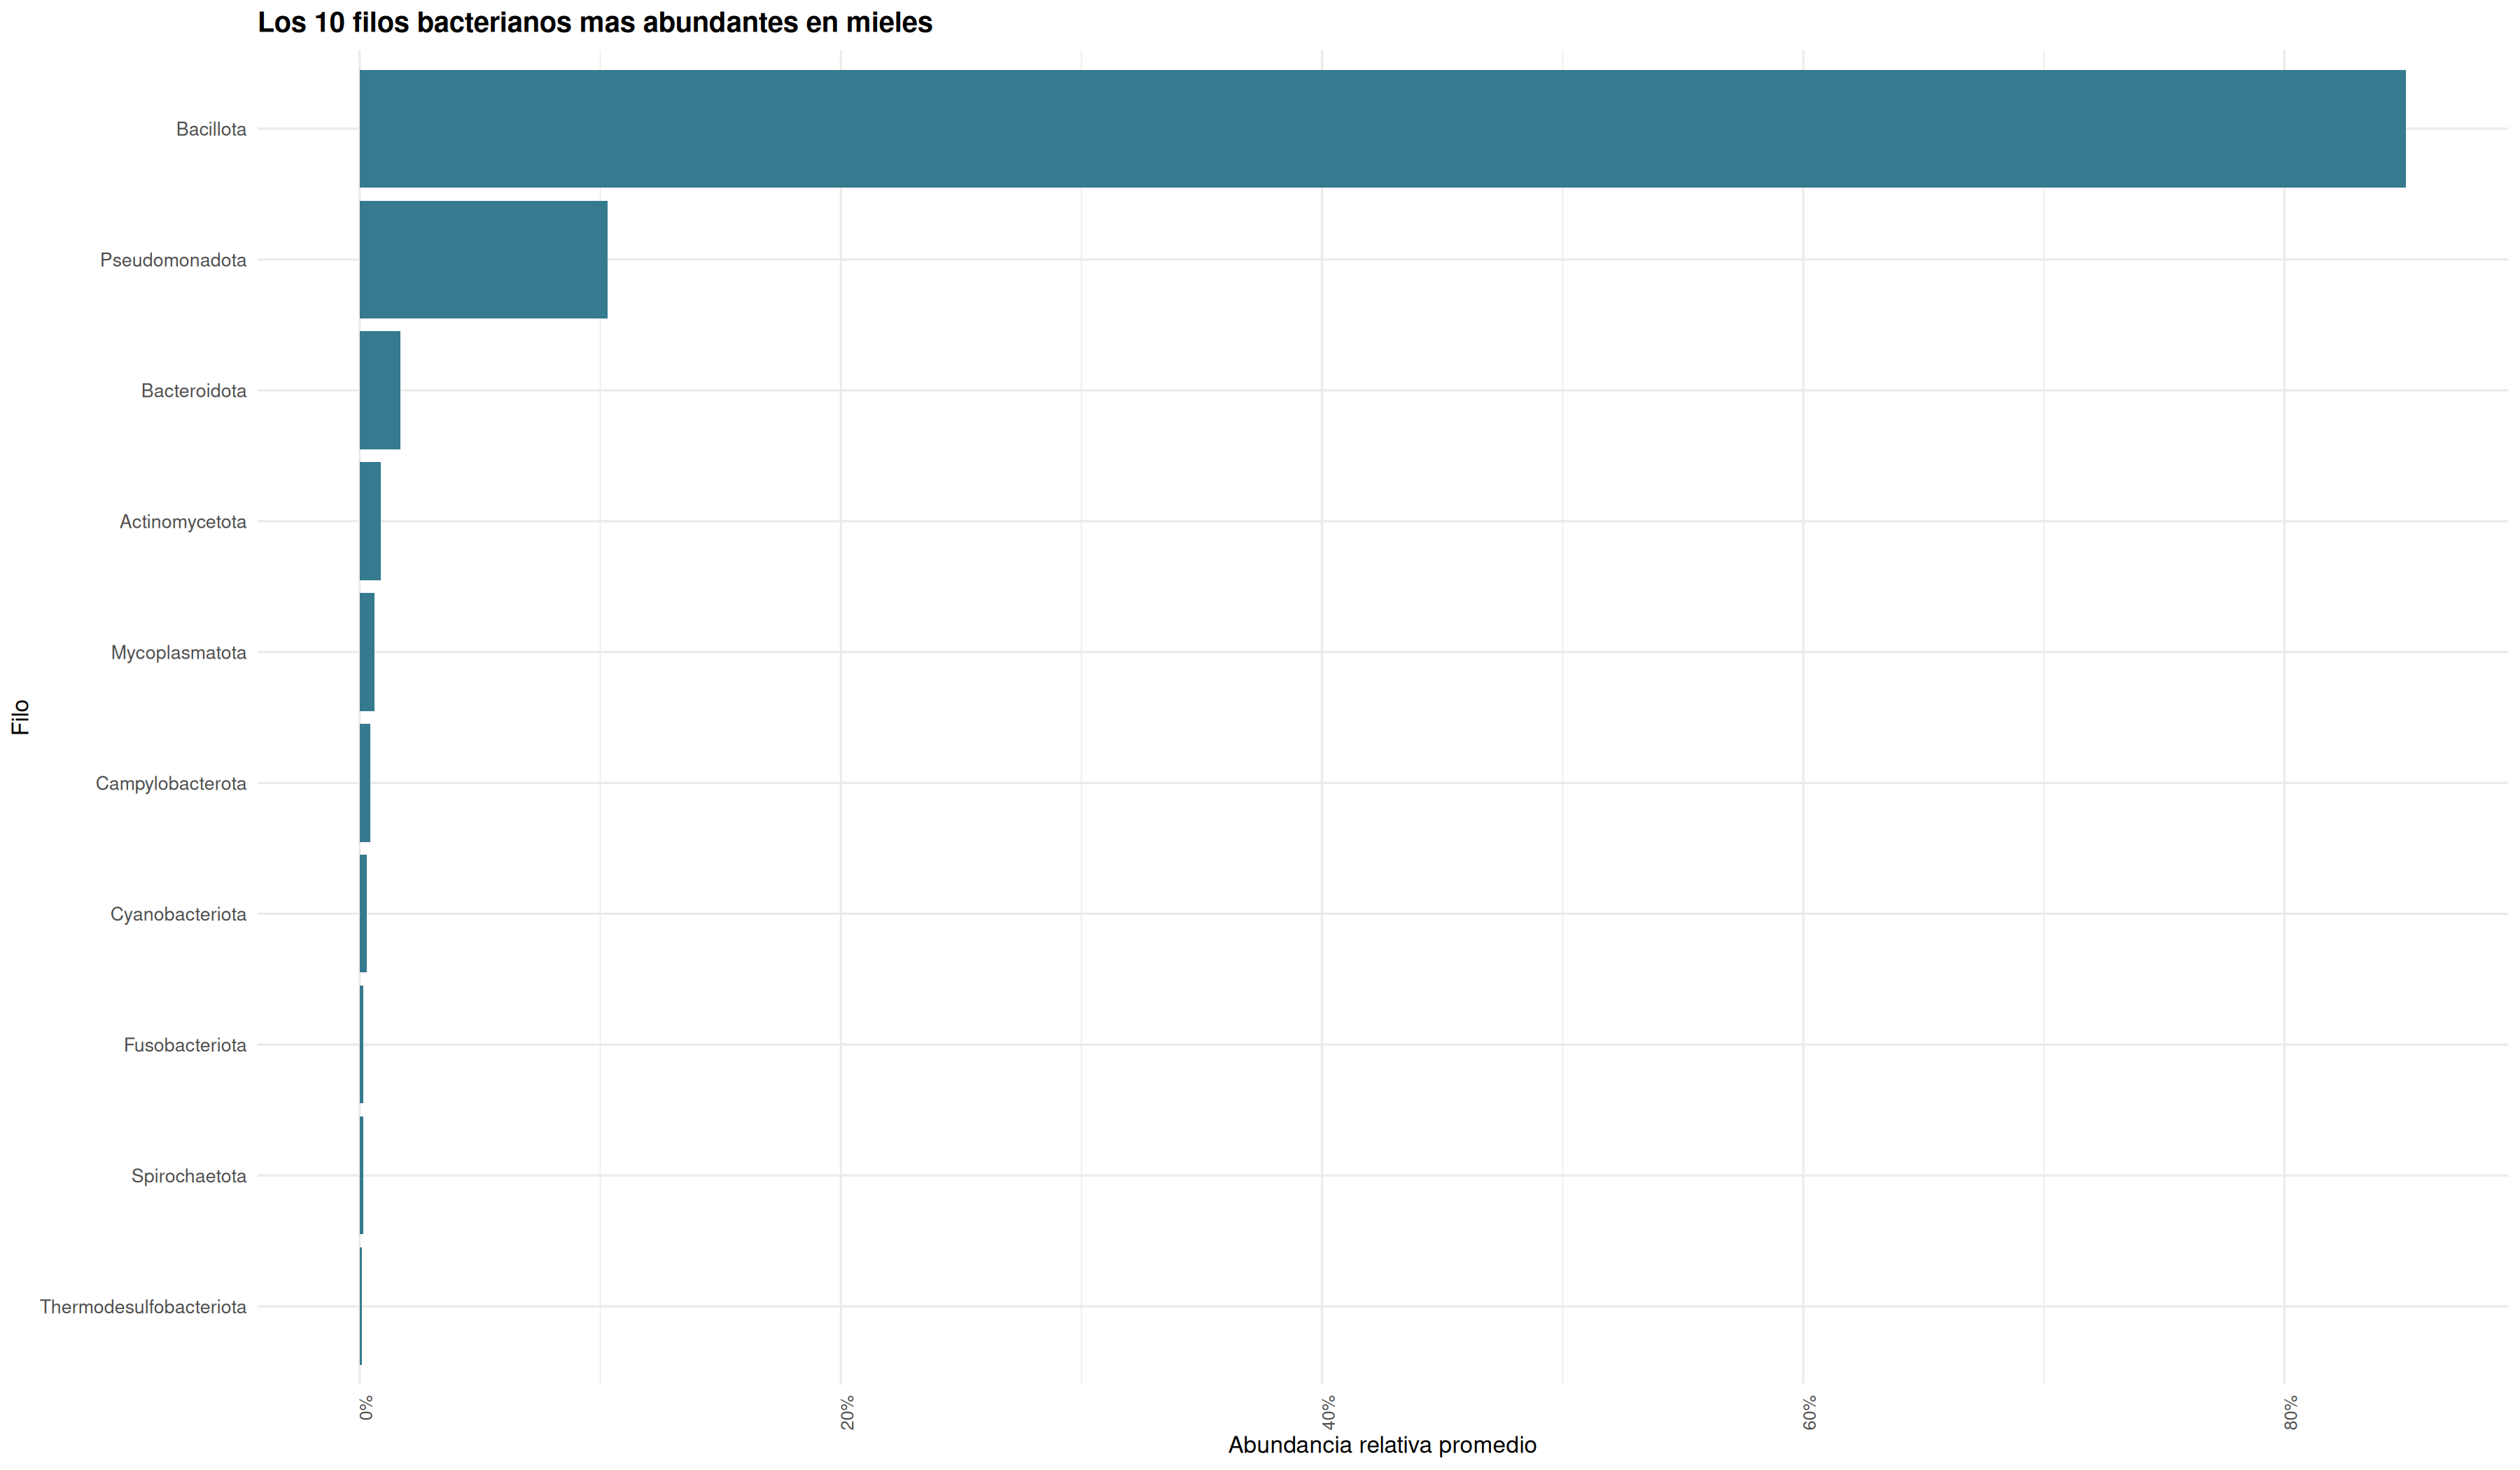 Los 10 filos bacterianos mas abundantes en mieles
Filo
Bacillota
Pseudomonadota
Bacteroidota
Actinomycetota
Mycoplasmatota
Campylobacterota
Cyanobacteriota
Fusobacteriota
Spirochaetota
Thermodesulfobacteriota
0%
20%
40%
60%
80%
Abundancia relativa promedio